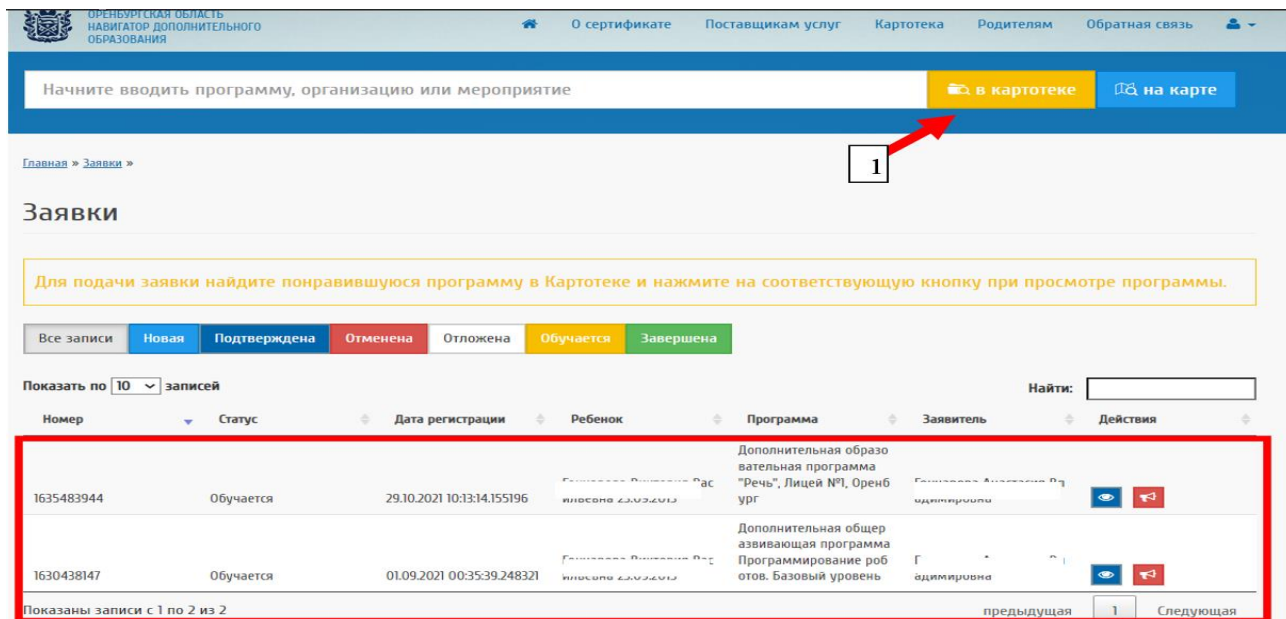 ОРЕНБУРГСКАЯ ОБЛАСТЬ
НАВИГАТОР ДОПОЛНИТЕЛЬНОГО
ОБРАЗОВАНИЯ
О сертификате Поставщикам услуг Картотека Родителям Обратная связь
Начните вводить программу, организацию или мероприятие
в картотеке
на карте
1
Главная » Заявки »
Заявки
Для подачи заявки найдите понравившуюся программу в Картотеке и нажмите на соответствующую кнопку при просмотре программы.
Все записи Новая Подтверждена Отменена Отложена Обучается Завершена
Показать по 10 записей
Найти:
Номер Статус Дата регистрации Ребенок Программа Заявитель Действия
Дополнительная образо
вательная программа
"Речь", Лицей №1, Оренб
ург
1635483944 Обучается 29.10.2021 10:13:14.155196
Дополнительная общер
азвивающая программа
Программирование роб
отов. Базовый уровень
1630438147 Обучается 01.09.2021 00:35:39.248321
Показаны записи с 1 по 2 из 2
предыдущая 1 Следующая